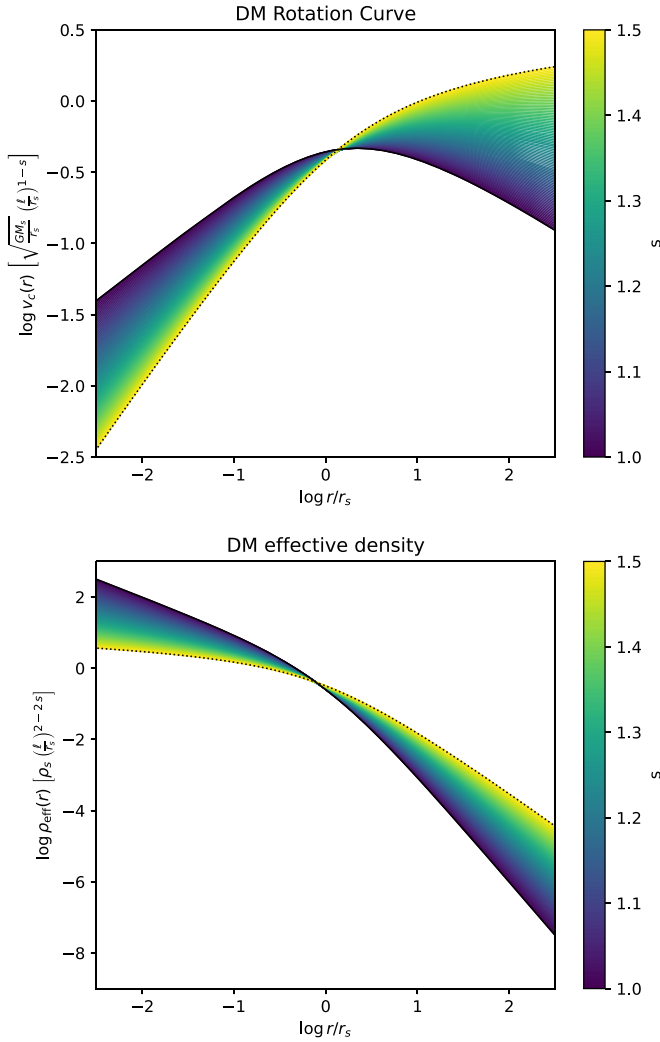 DM Rotation Curve
log v_c(r) [√(GM_s/r_s) (ℓ/r_s)^{1−s}]
0.5
0.0
−0.5
−1.0
−1.5
−2.0
−2.5
−2 −1 0 1 2
log r/r_s
1.5
1.4
1.3
1.2
1.1
1.0
s
DM effective density
log ρ_eff(r) [ρ_s (ℓ/r_s)^{2−2s}]
2
0
−2
−4
−6
−8
−2 −1 0 1 2
log r/r_s
1.5
1.4
1.3
1.2
1.1
1.0
s